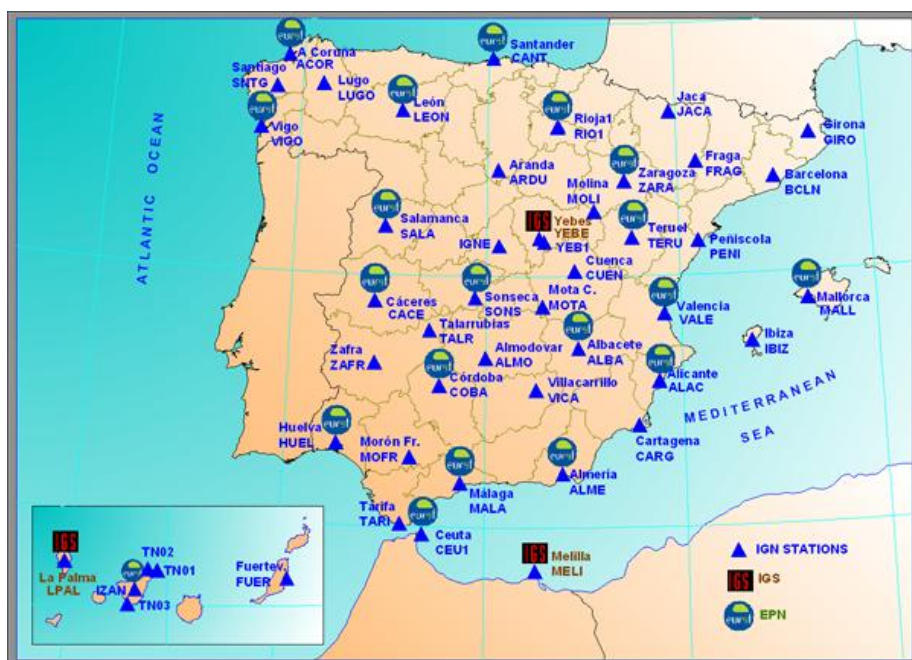 A Coruña
ACOR
Santander
CANT
Santiago
SNTG
Lugo
LUGO
León
LEON
Jaca
JACA
Vigo
VIGO
Rioja1
RIO1
Girona
GIRO
Aranda
ARDU
Zaragoza
ZARA
Fraga
FRAG
Barcelona
BCLN
Molina
MOLI
ATLANTIC OCEAN
Salamanca
SALA
IGNE
IGS
Yebes
YEBE
YEB1
Teruel
TERU
Peñiscola
PENI
Cuenca
CUEN
Cáceres
CACE
Sonseca
SONS
Mota C.
MOTA
Valencia
VALE
Mallorca
MALL
Talarrubias
TALR
Ibiza
IBIZ
Zafra
ZAFR
Almodovar
ALMO
Albacete
ALBA
Córdoba
COBA
Villacarrillo
VICA
Alicante
ALAC
MEDITERRANEAN
SEA
Huelva
HUEL
Morón Fr.
MOFR
Cartagena
CARG
Málaga
MALA
Almería
ALME
Tarifa
TARI
Ceuta
CEU1
IGS
Melilla
MELI
IGS
La Palma
LPAL
TN02
TN01
IZAN
TN03
Fuertev.
FUER
IGN STATIONS
IGS
IGS
EPN